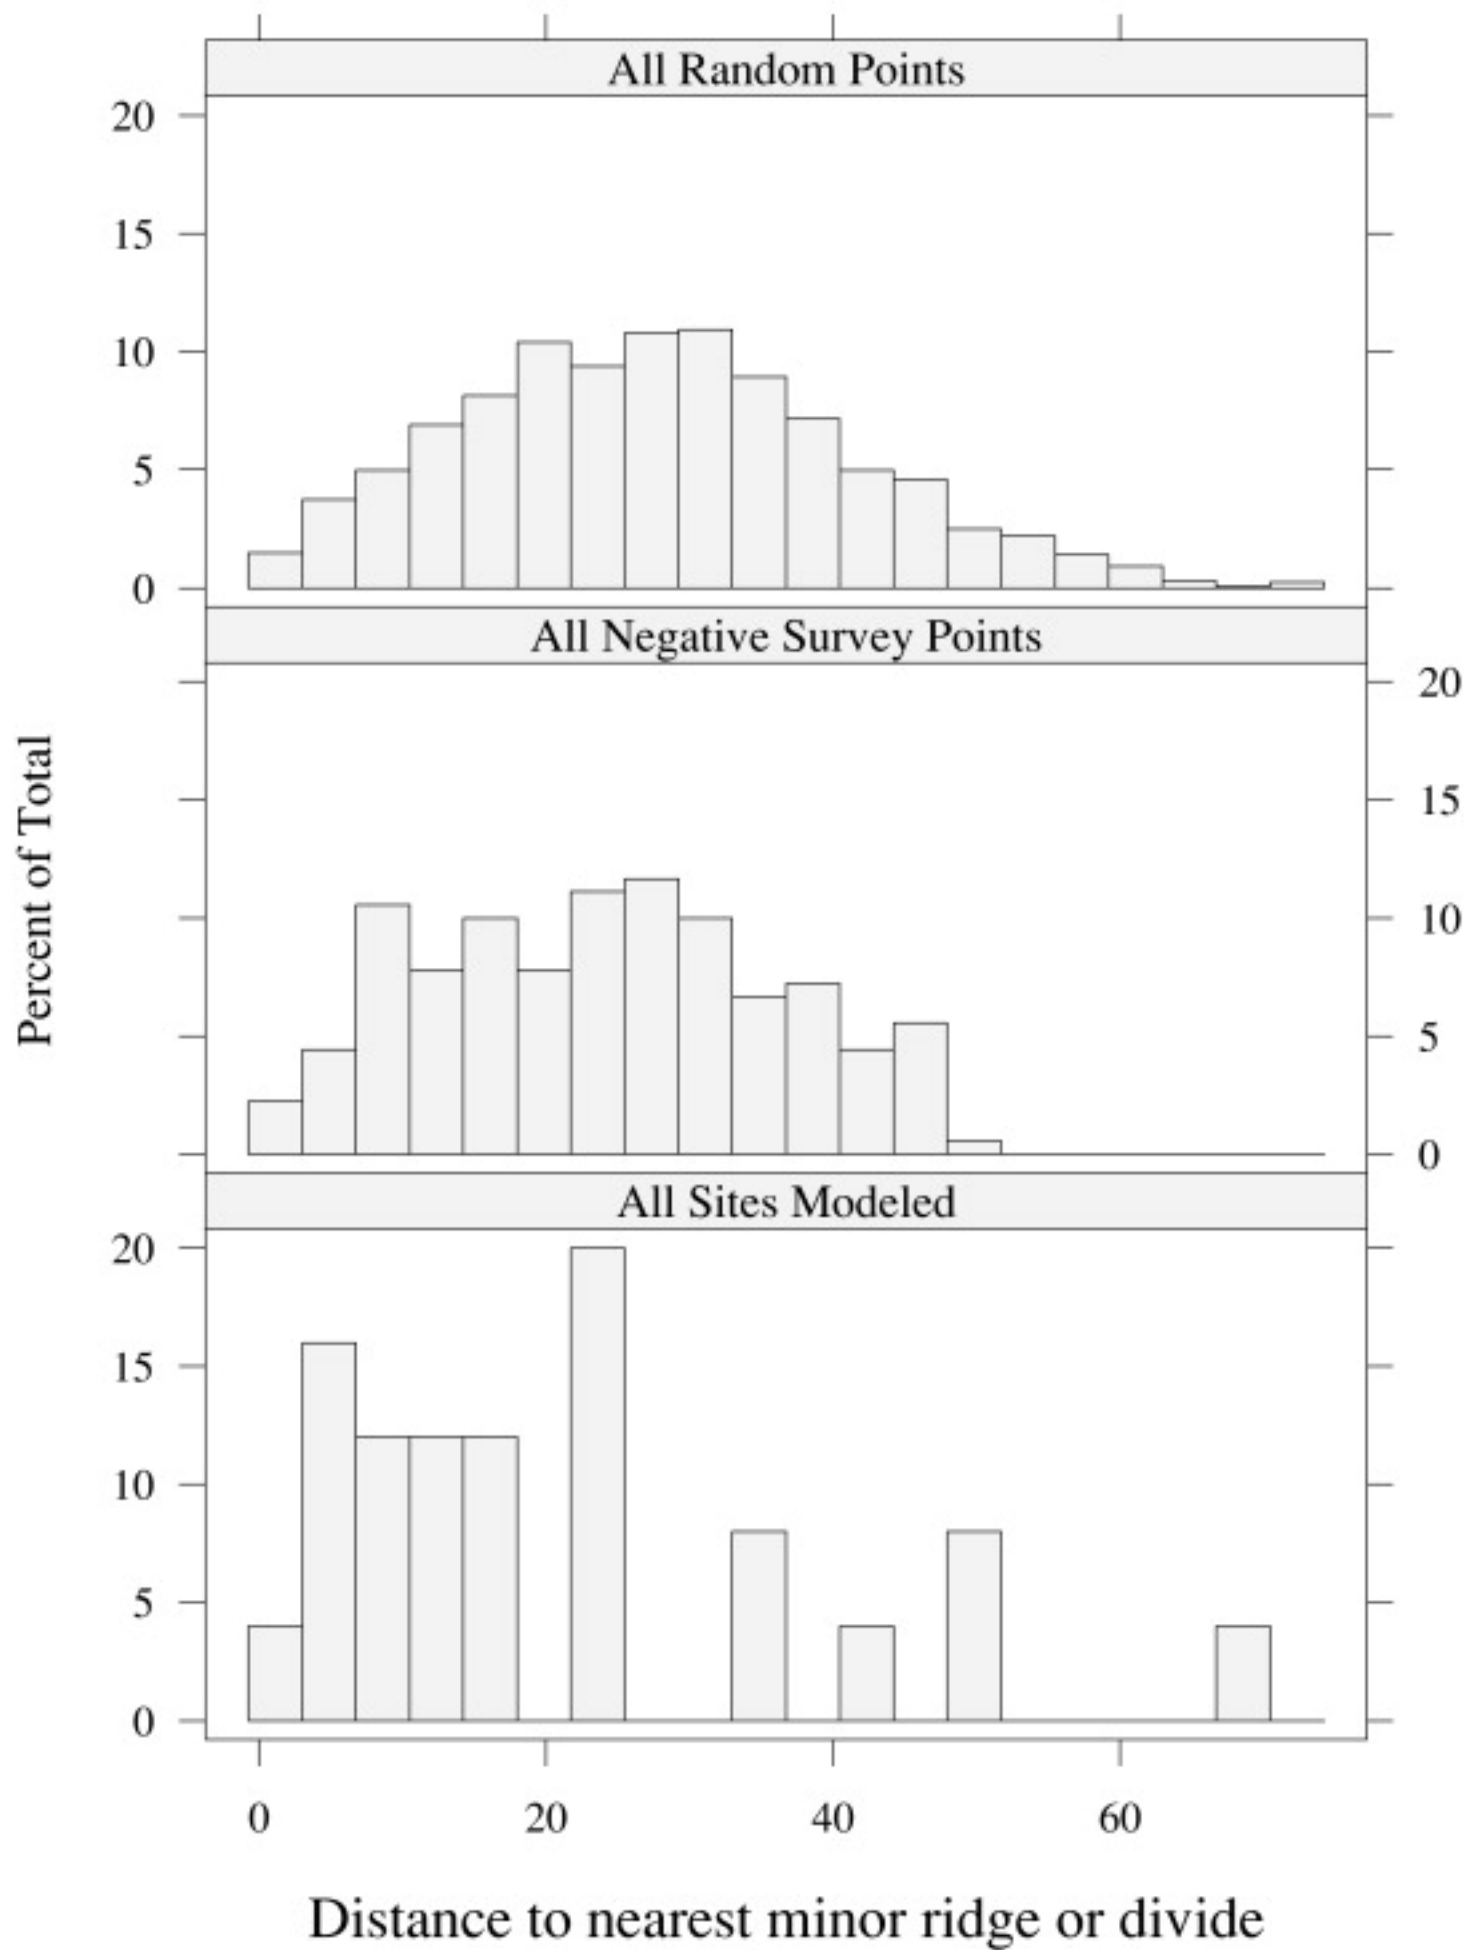 All Random Points
20
15
10
5
0
All Negative Survey Points
20
15
10
5
0
Percent of Total
All Sites Modeled
20
15
10
5
0
0 20 40 60
Distance to nearest minor ridge or divide